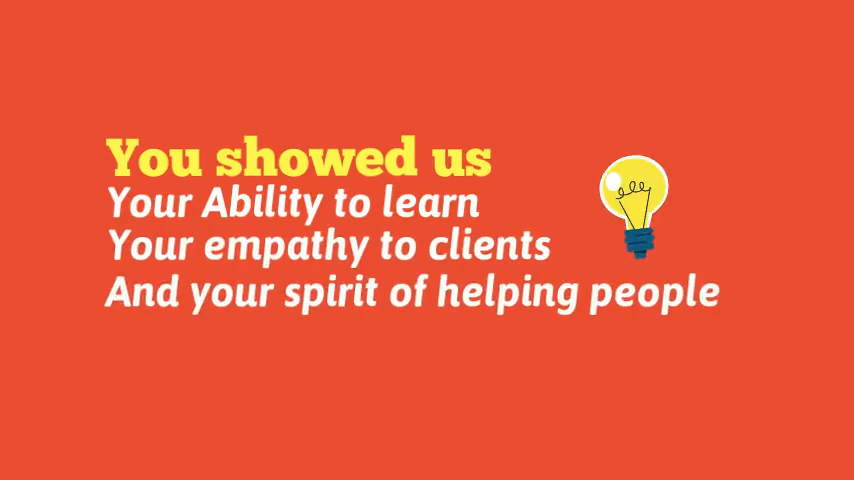 You showed us
Your Ability to learn
Your empathy to clients
And your spirit of helping people